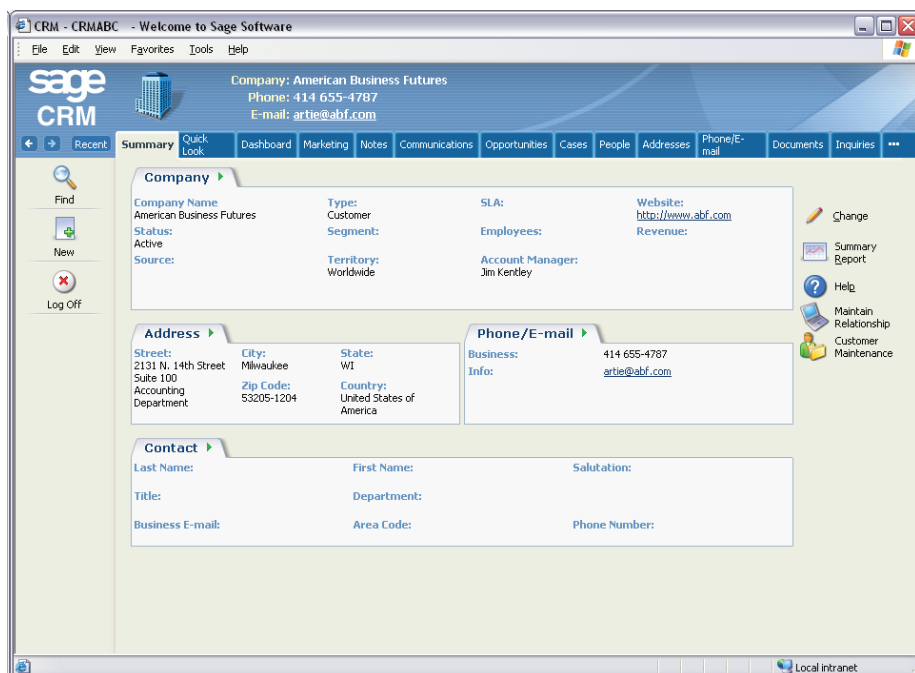 CRM - CRMABC - Welcome to Sage Software
File Edit View Favorites Tools Help
sage
CRM
Company: American Business Futures
Phone: 414 655-4787
E-mail: artie@abf.com
Recent Summary Quick Look Dashboard Marketing Notes Communications Opportunities Cases People Addresses Phone/E-mail Documents Inquiries
Find
New
Log Off
Company
Company Name Type: SLA: Website:
American Business Futures Customer http://www.abf.com
Status: Segment: Employees: Revenue:
Active
Source: Territory: Account Manager:
Worldwide Jim Kentley
Change
Summary
Report
Help
Maintain
Relationship
Customer
Maintenance
Address
Street: City: State:
2131 N. 14th Street Milwaukee WI
Suite 100
Accounting
Department
Zip Code: Country:
53205-1204 United States of
America
Phone/E-mail
Business: 414 655-4787
Info: artie@abf.com
Contact
Last Name: First Name: Salutation:
Title: Department:
Business E-mail: Area Code: Phone Number:
Local intranet